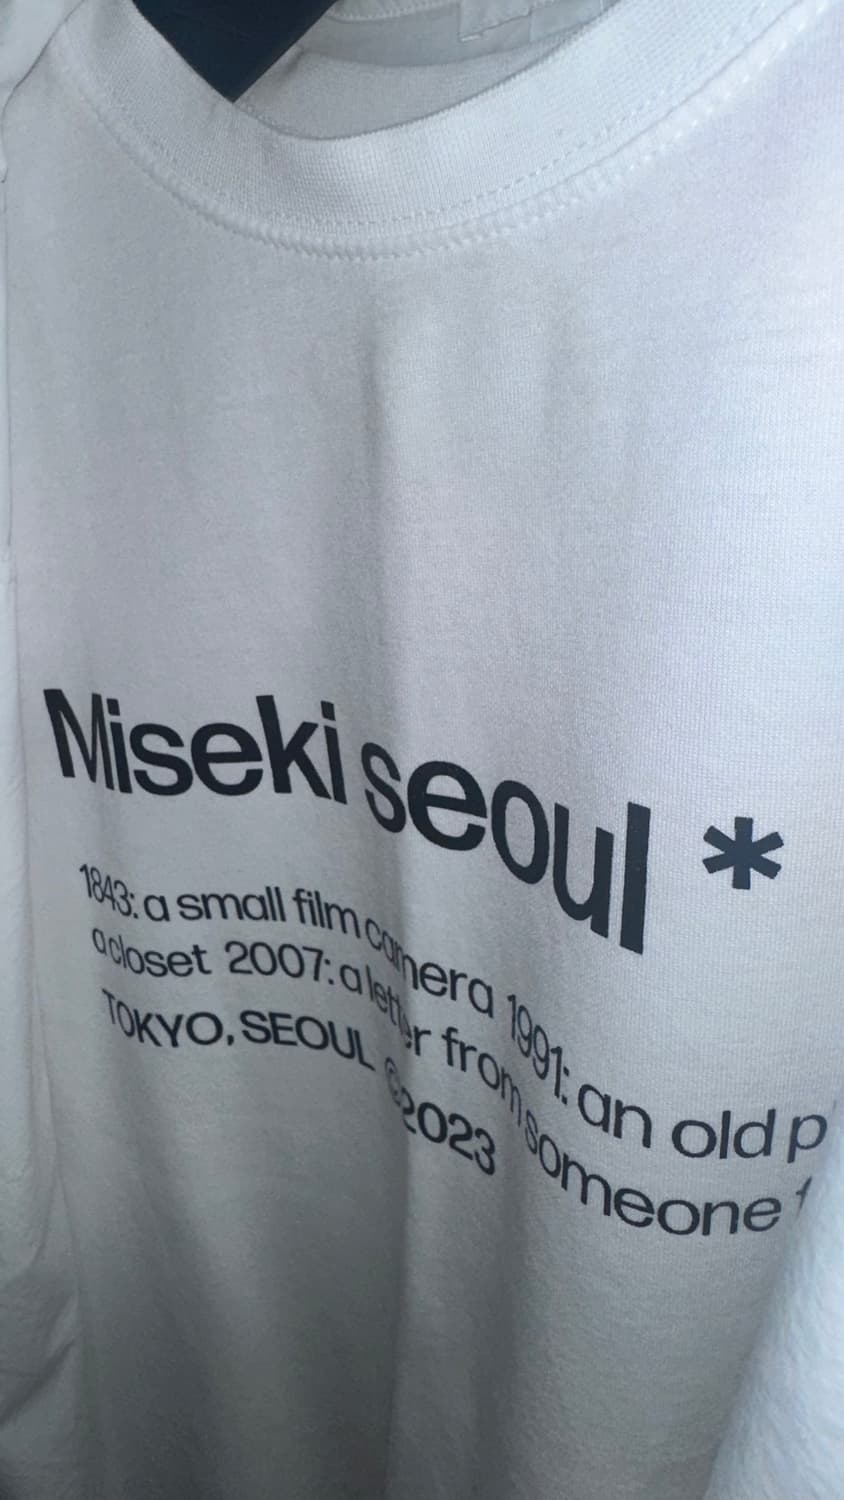 Miseki seoul *
1843: a small film camera 1991: an old p
a closet 2007: a letter from someone
TOKYO, SEOUL ©2023